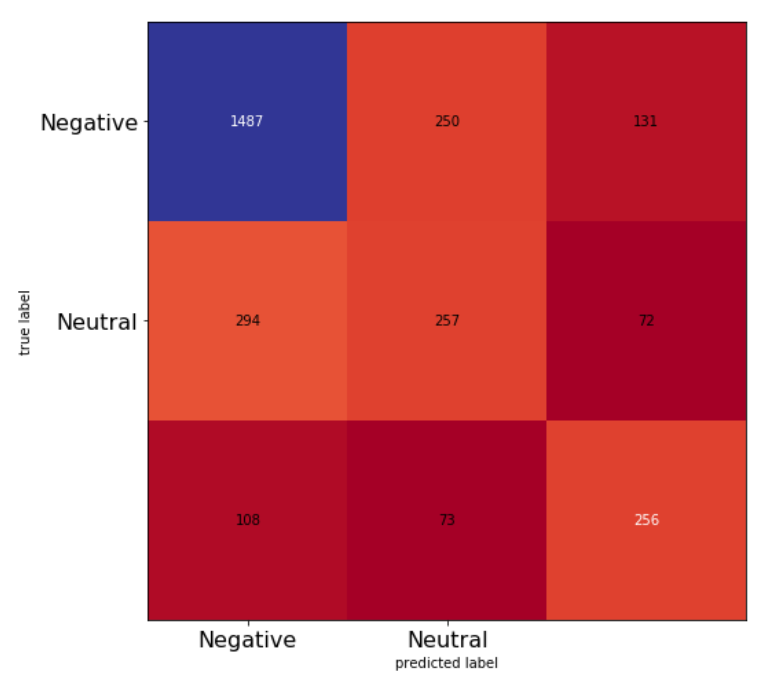 Negative 1487 250 131
true label
Neutral 294 257 72
108 73 256
Negative Neutral
predicted label